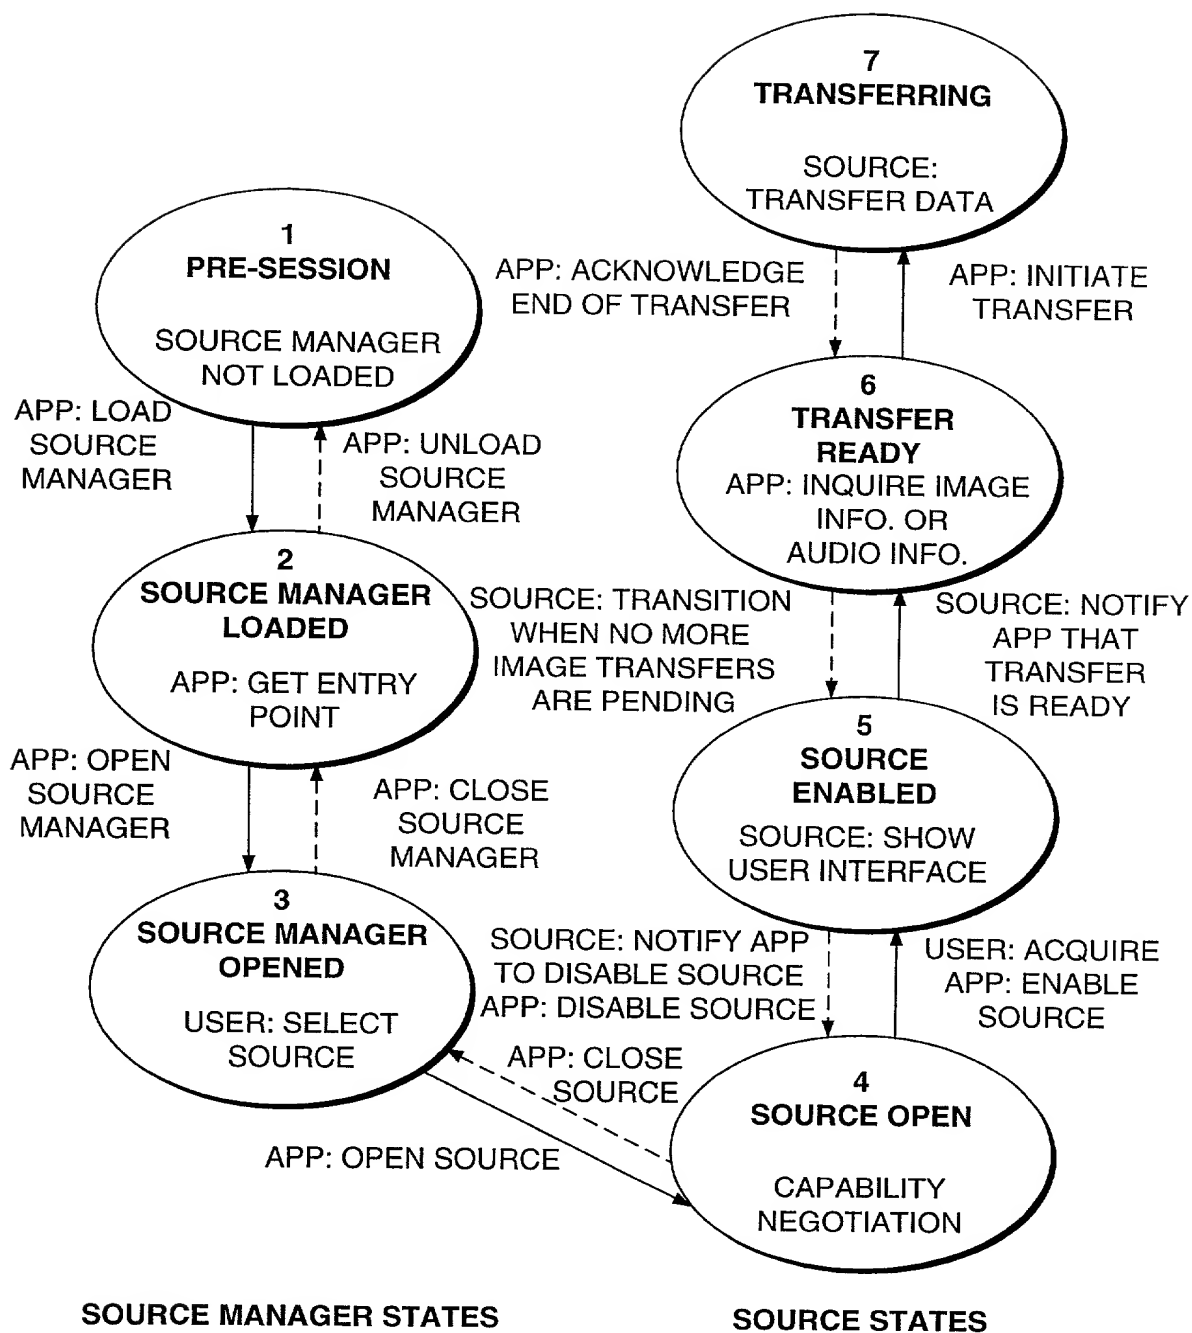 7
TRANSFERRING
SOURCE:
TRANSFER DATA
1
PRE-SESSION
SOURCE MANAGER
NOT LOADED
APP: ACKNOWLEDGE
END OF TRANSFER
APP: INITIATE
TRANSFER
6
TRANSFER
READY
APP: INQUIRE IMAGE
INFO. OR
AUDIO INFO.
APP: LOAD
SOURCE
MANAGER
APP: UNLOAD
SOURCE
MANAGER
2
SOURCE MANAGER
LOADED
APP: GET ENTRY
POINT
SOURCE: TRANSITION
WHEN NO MORE
IMAGE TRANSFERS
ARE PENDING
SOURCE: NOTIFY
APP THAT
TRANSFER
IS READY
5
SOURCE
ENABLED
SOURCE: SHOW
USER INTERFACE
APP: OPEN
SOURCE
MANAGER
APP: CLOSE
SOURCE
MANAGER
3
SOURCE MANAGER
OPENED
USER: SELECT
SOURCE
SOURCE: NOTIFY APP
TO DISABLE SOURCE
APP: DISABLE SOURCE
USER: ACQUIRE
APP: ENABLE
SOURCE
APP: CLOSE
SOURCE
APP: OPEN SOURCE
4
SOURCE OPEN
CAPABILITY
NEGOTIATION
SOURCE MANAGER STATES
SOURCE STATES